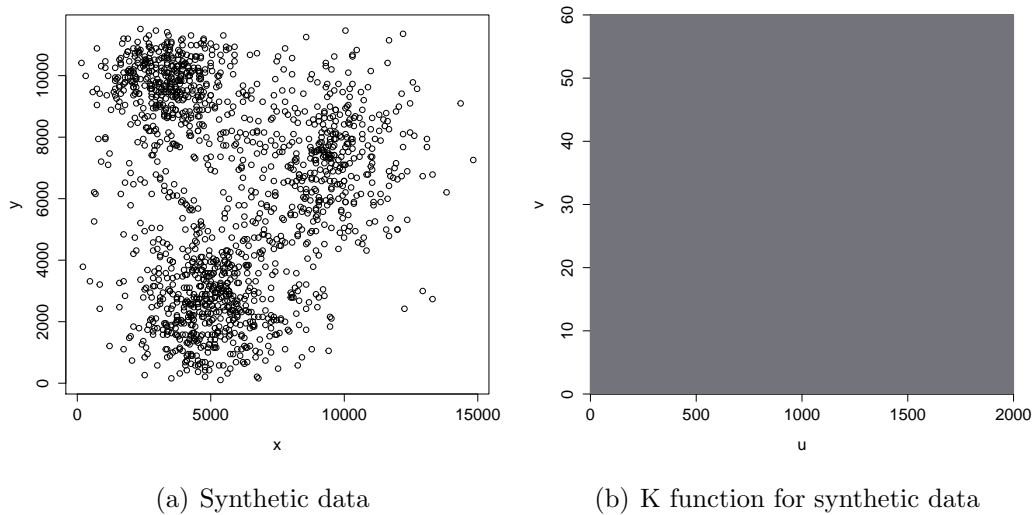 0 2000 4000 6000 8000 10000
y
0 5000 10000 15000
x
(a) Synthetic data
0 10 20 30 40 50 60
v
0 500 1000 1500 2000
u
(b) K function for synthetic data